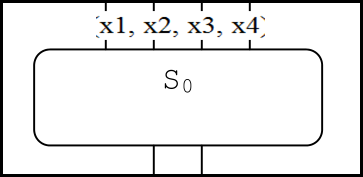 {x1, x2, x3, x4}
S₀